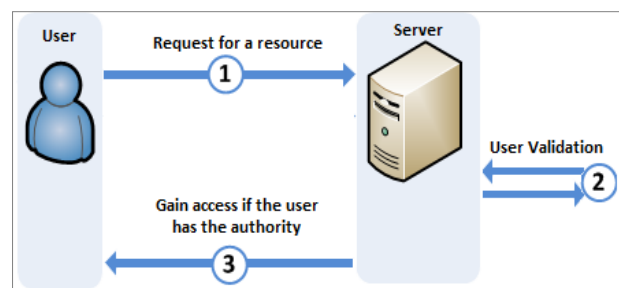 User
Server
Request for a resource
1
User Validation
2
Gain access if the user
has the authority
3